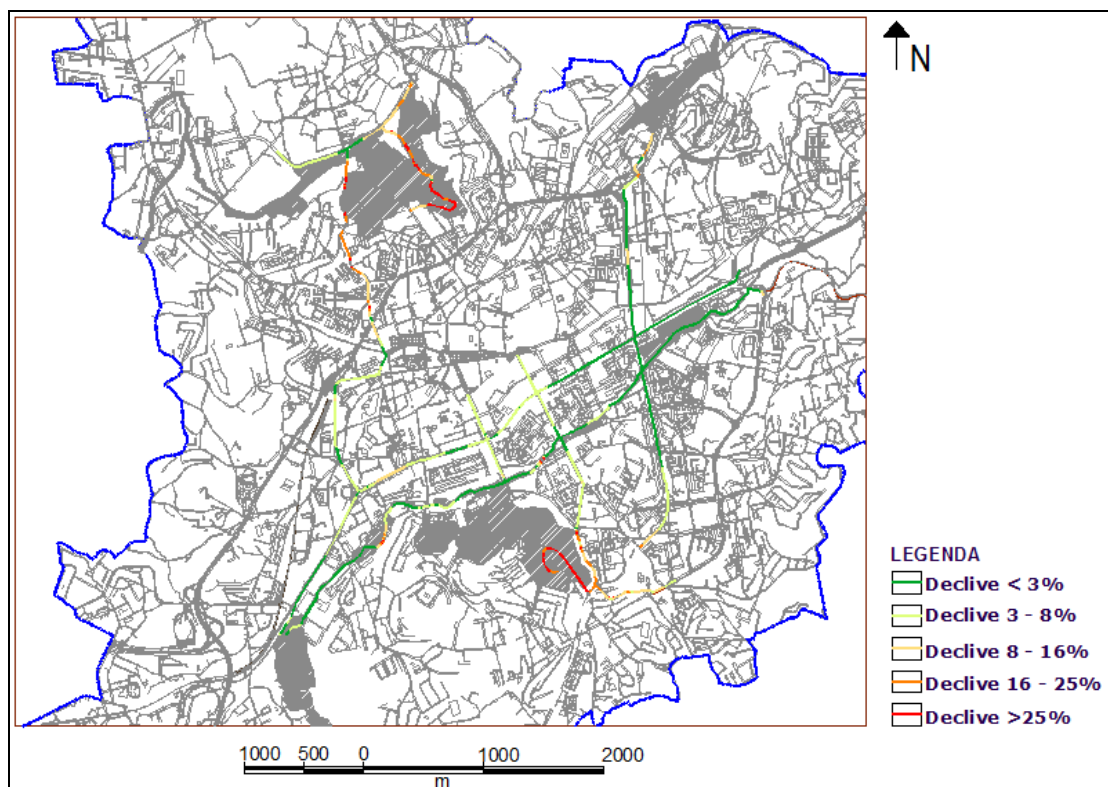 N
LEGENDA
Declive < 3%
Declive 3 - 8%
Declive 8 - 16%
Declive 16 - 25%
Declive >25%
1000 500 0 1000 2000
m